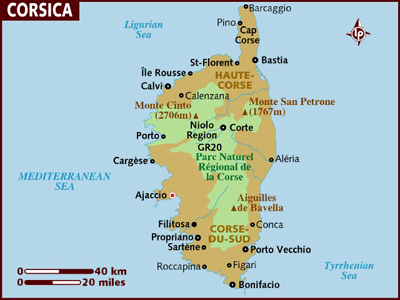 CORSICA
Barcaggio
Ligurian
Sea
Pino
Cap
Corse
lp
St-Florent
Bastia
Île Rousse
HAUTE-
CORSE
Calvi
Calenzana
Monte Cinto
(2706m)
Monte San Petrone
(1767m)
Niolo
Region
Corte
Porto
GR20
Parc Naturel
Régional de
la Corse
Cargèse
Aléria
MEDITERRANEAN
SEA
Ajaccio
Aiguilles
de Bavella
Filitosa
CORSE-
DU-SUD
Conca
Propriano
Sartène
Porto Vecchio
Roccapina
Figari
Tyrrhenian
Sea
Bonifacio
0
40 km
0
20 miles